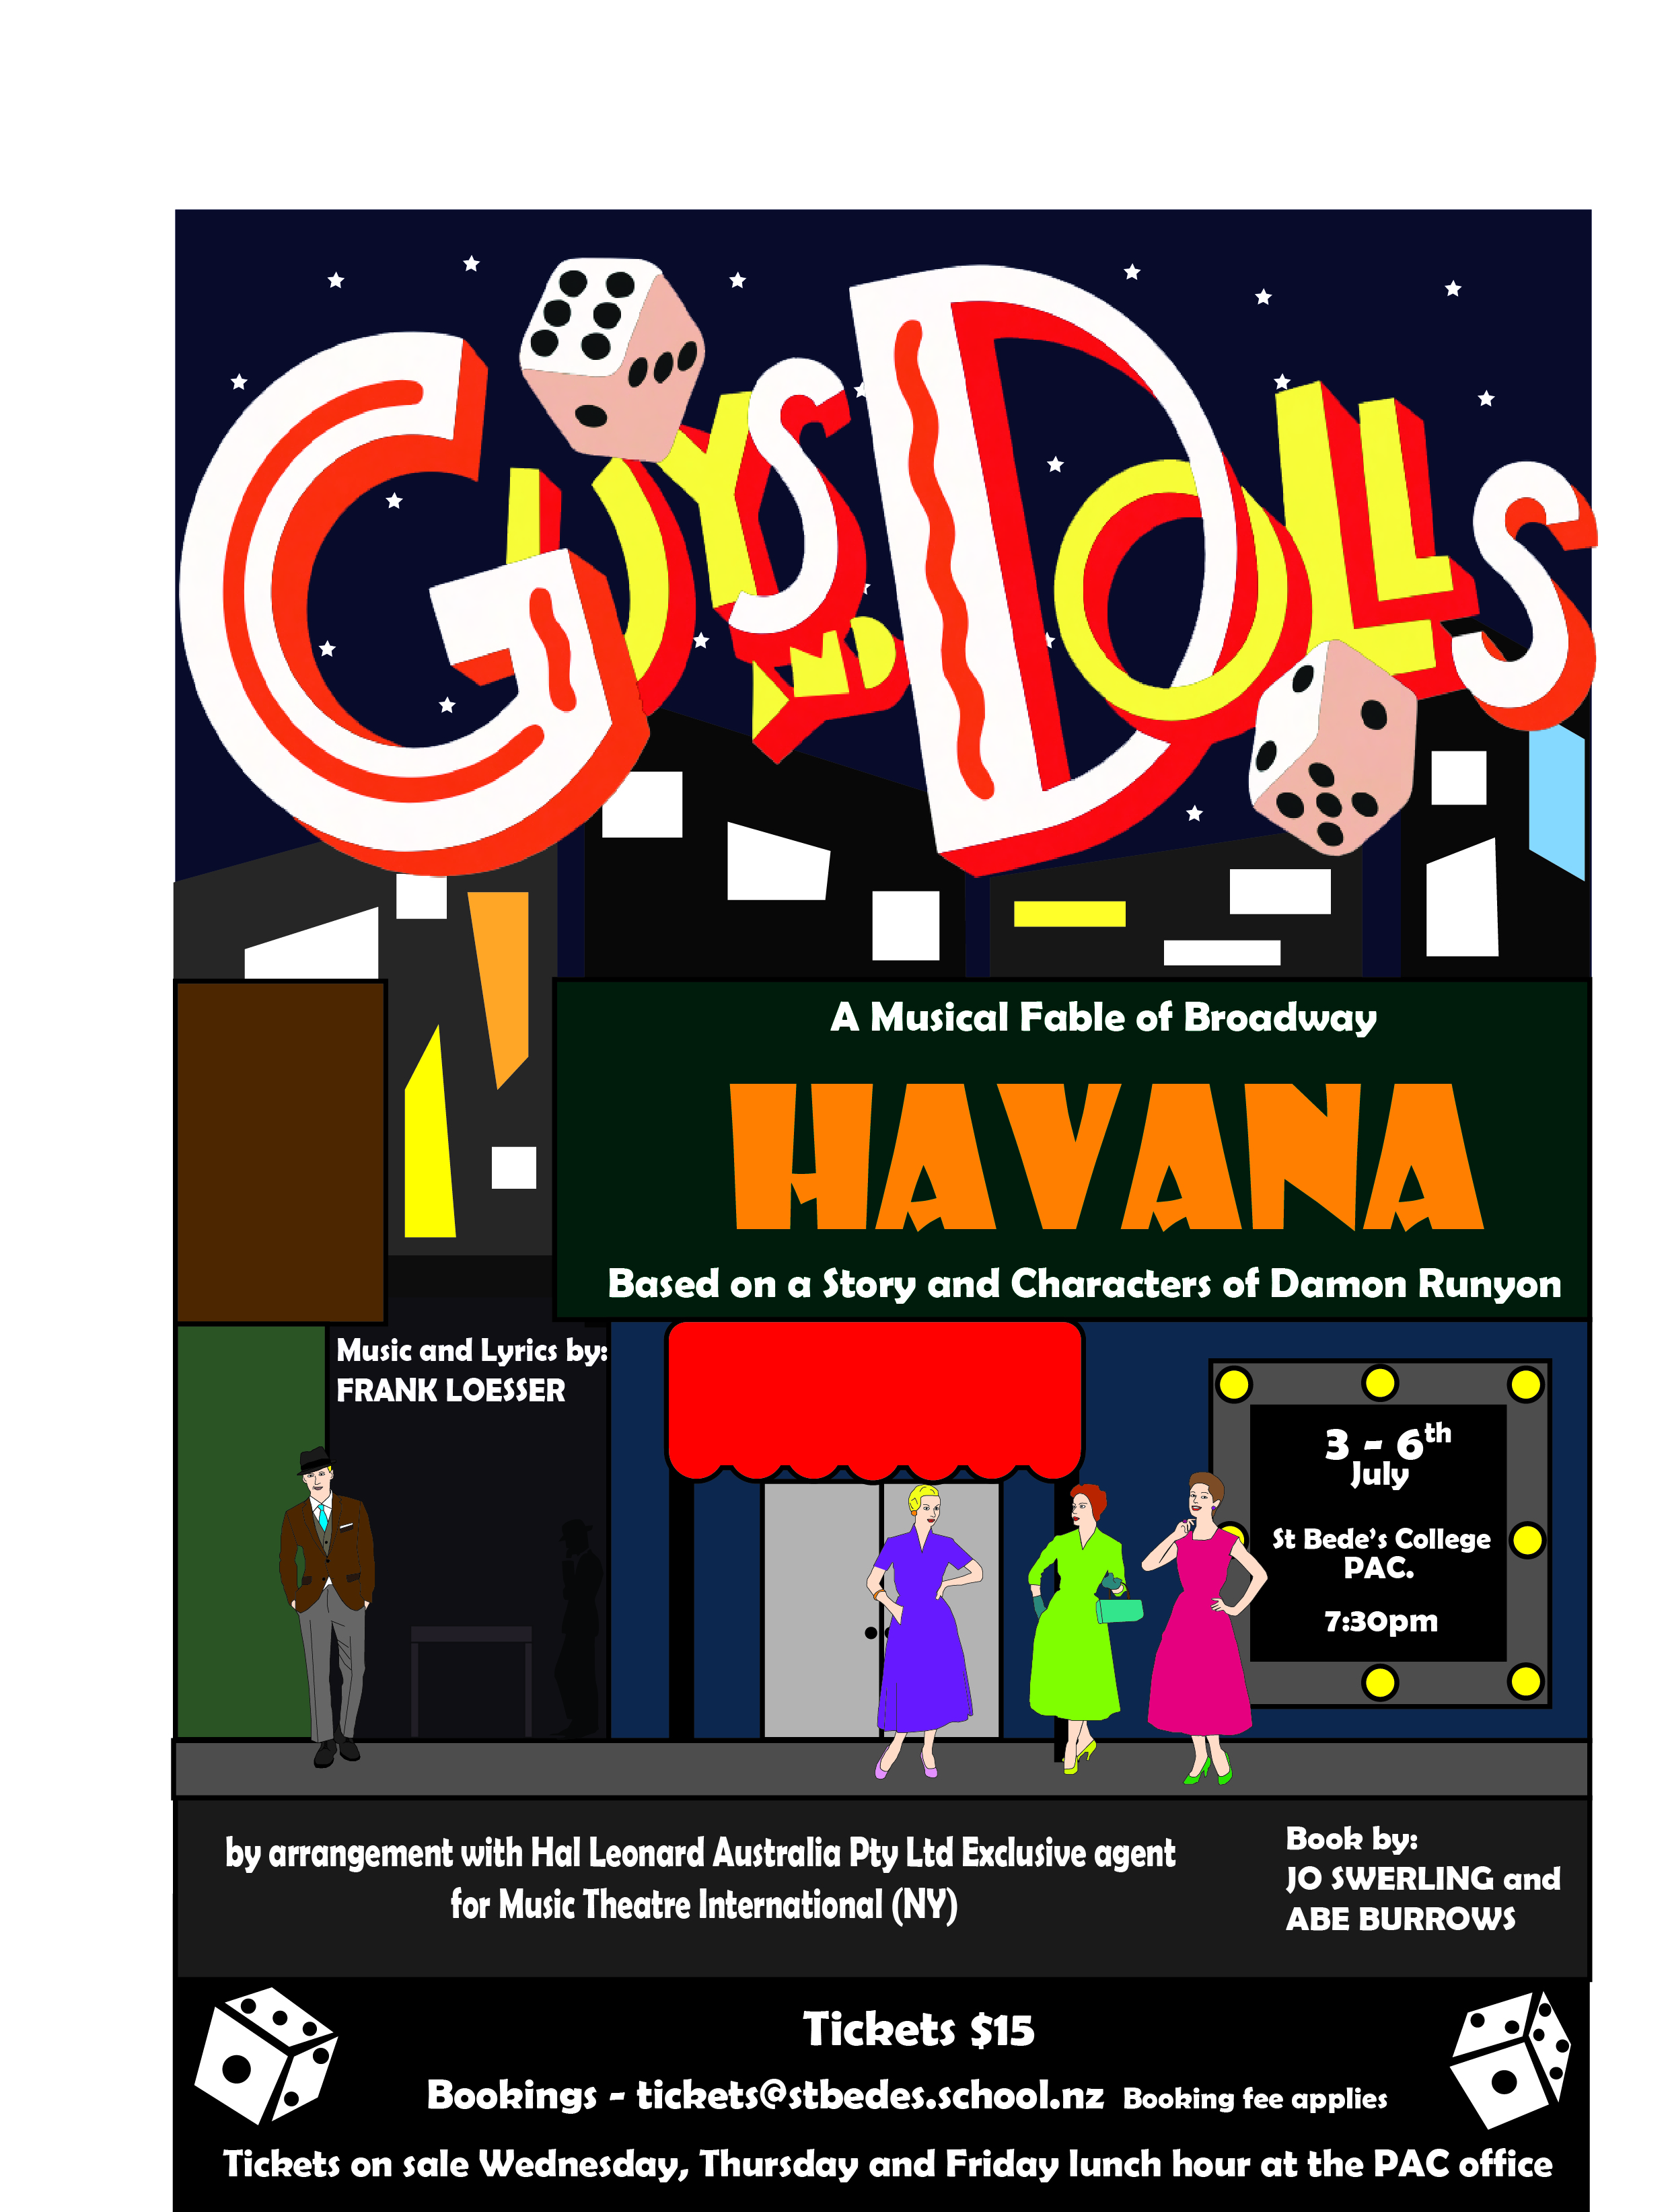 GUYS AND DOLLS
A Musical Fable of Broadway
HAVANA
Based on a Story and Characters of Damon Runyon
Music and Lyrics by:
FRANK LOESSER
3 - 6th
July
St Bede's College
PAC.
7:30pm
by arrangement with Hal Leonard Australia Pty Ltd Exclusive agent
for Music Theatre International (NY)
Book by:
JO SWERLING and
ABE BURROWS
Tickets $15
Bookings - tickets@stbedes.school.nz Booking fee applies
Tickets on sale Wednesday, Thursday and Friday lunch hour at the PAC office